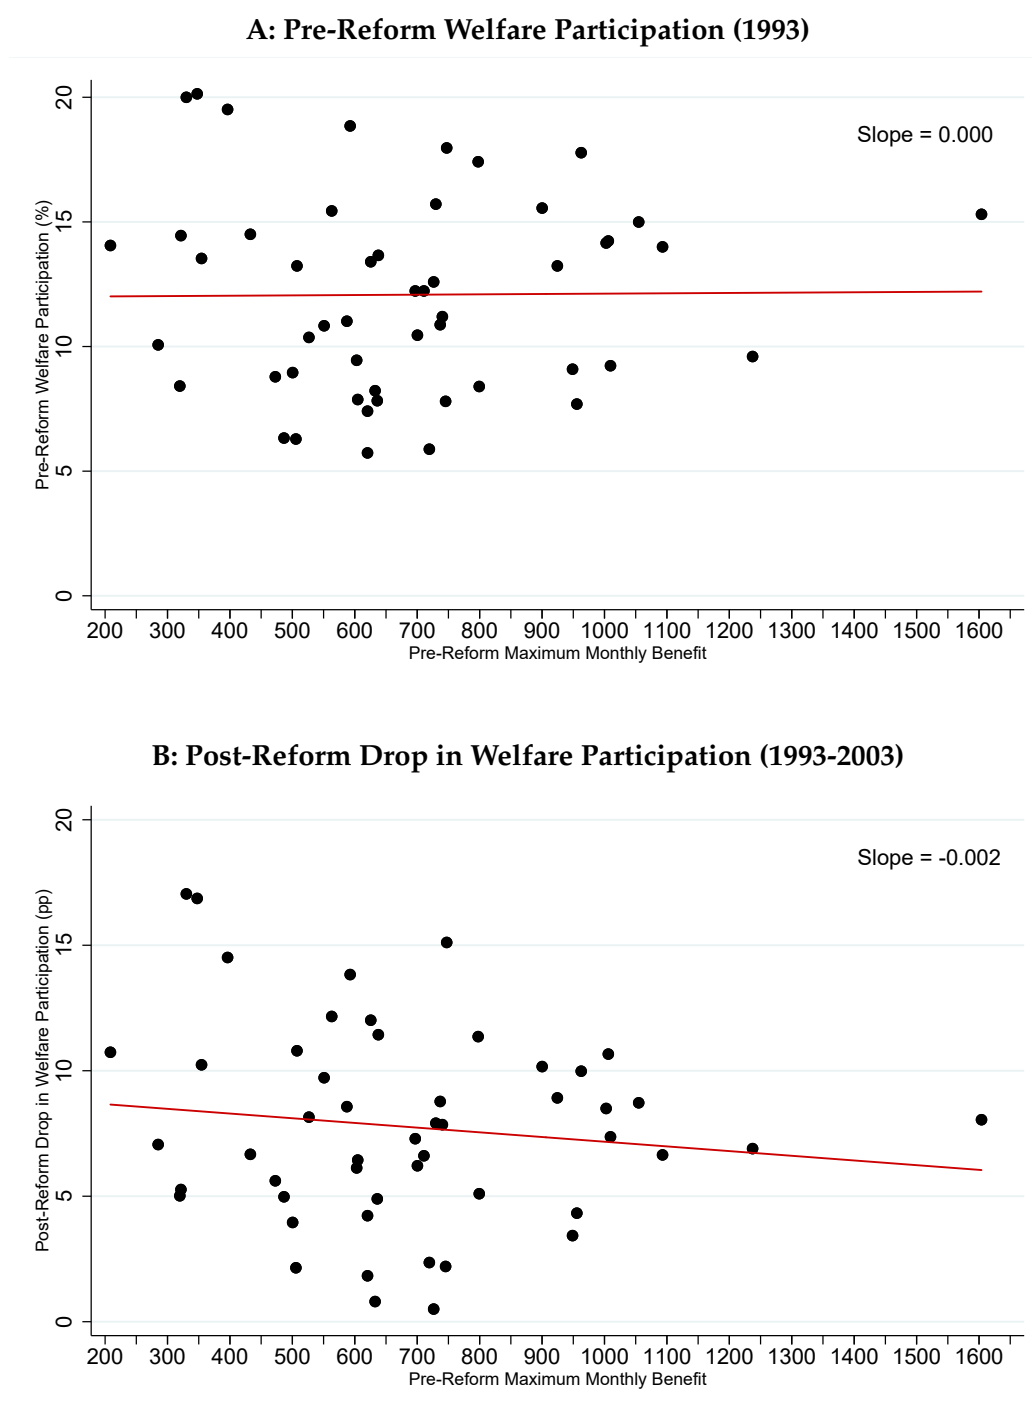 A: Pre-Reform Welfare Participation (1993)
20
15
10
5
0
Pre-Reform Welfare Participation (%)
Slope = 0.000
200 300 400 500 600 700 800 900 1000 1100 1200 1300 1400 1500 1600
Pre-Reform Maximum Monthly Benefit
B: Post-Reform Drop in Welfare Participation (1993-2003)
20
15
10
5
0
Post-Reform Drop in Welfare Participation (pp)
Slope = -0.002
200 300 400 500 600 700 800 900 1000 1100 1200 1300 1400 1500 1600
Pre-Reform Maximum Monthly Benefit